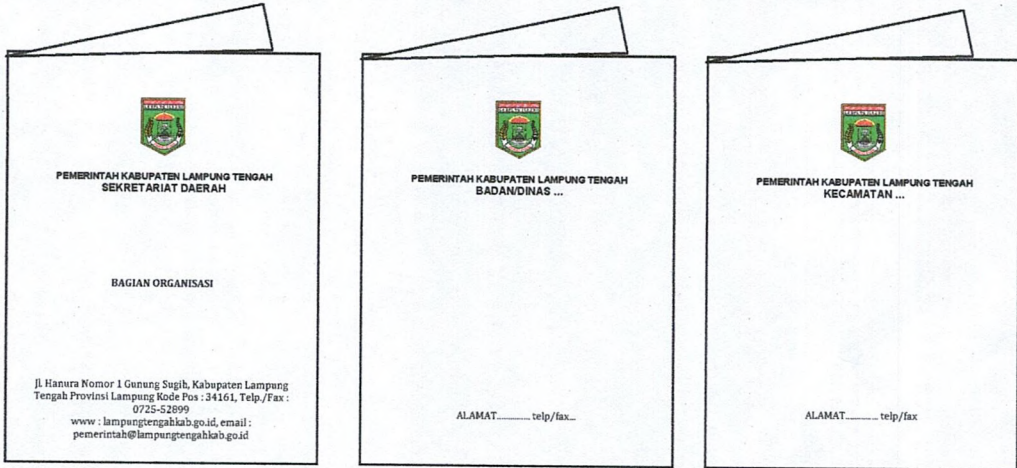 PEMERINTAH KABUPATEN LAMPUNG TENGAH
SEKRETARIAT DAERAH
BAGIAN ORGANISASI
Jl. Hanura Nomor 1 Gunung Sugih, Kabupaten Lampung
Tengah Provinsi Lampung Kode Pos : 34161, Telp./Fax :
0725-52899
www : lampungtengahkab.go.id, email :
pemerintah@lampungtengahkab.go.id
PEMERINTAH KABUPATEN LAMPUNG TENGAH
BADAN/DINAS ...
ALAMAT............. telp/fax...
PEMERINTAH KABUPATEN LAMPUNG TENGAH
KECAMATAN ...
ALAMAT............. telp/fax